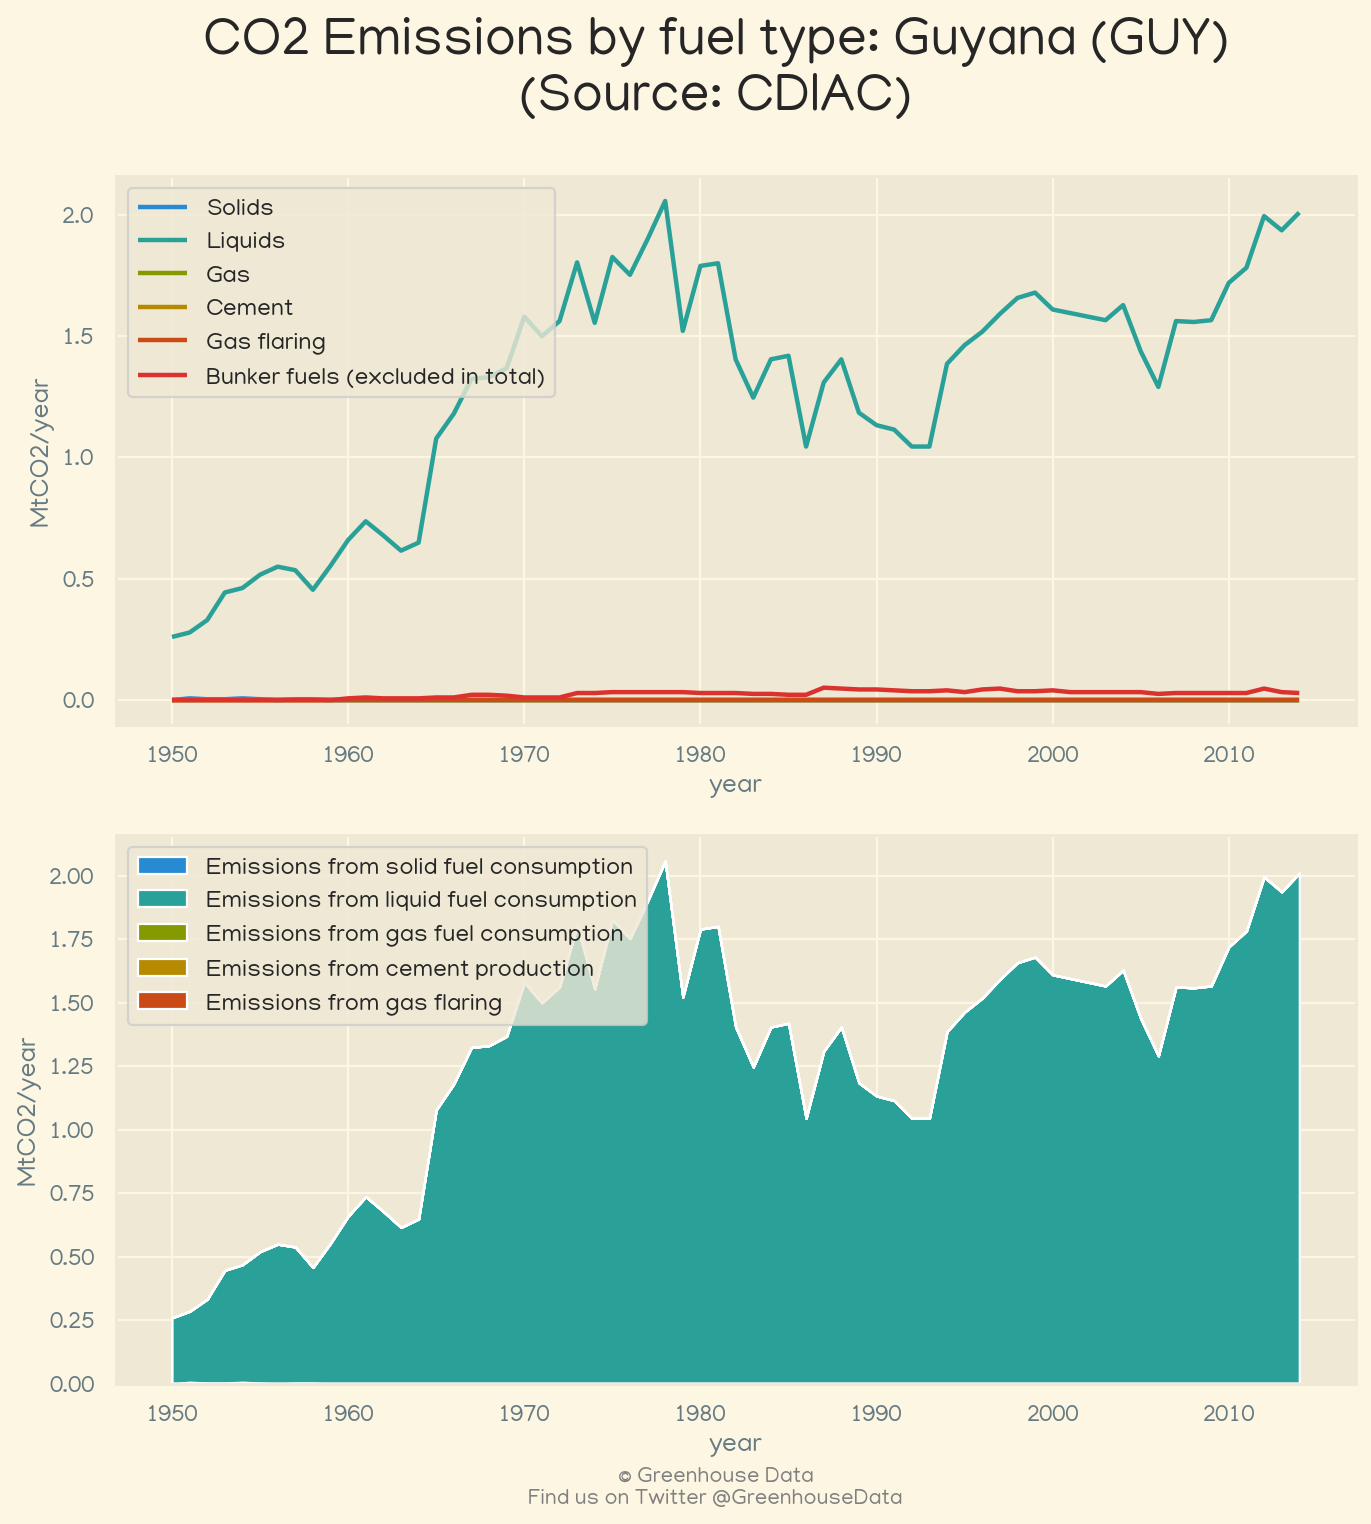 CO2 Emissions by fuel type: Guyana (GUY)
(Source: CDIAC)
Solids
Liquids
Gas
Cement
Gas flaring
Bunker fuels (excluded in total)
MtCO2/year
2.0
1.5
1.0
0.5
0.0
1950 1960 1970 1980 1990 2000 2010
year
Emissions from solid fuel consumption
Emissions from liquid fuel consumption
Emissions from gas fuel consumption
Emissions from cement production
Emissions from gas flaring
MtCO2/year
2.00
1.75
1.50
1.25
1.00
0.75
0.50
0.25
0.00
1950 1960 1970 1980 1990 2000 2010
year
© Greenhouse Data
Find us on Twitter @GreenhouseData